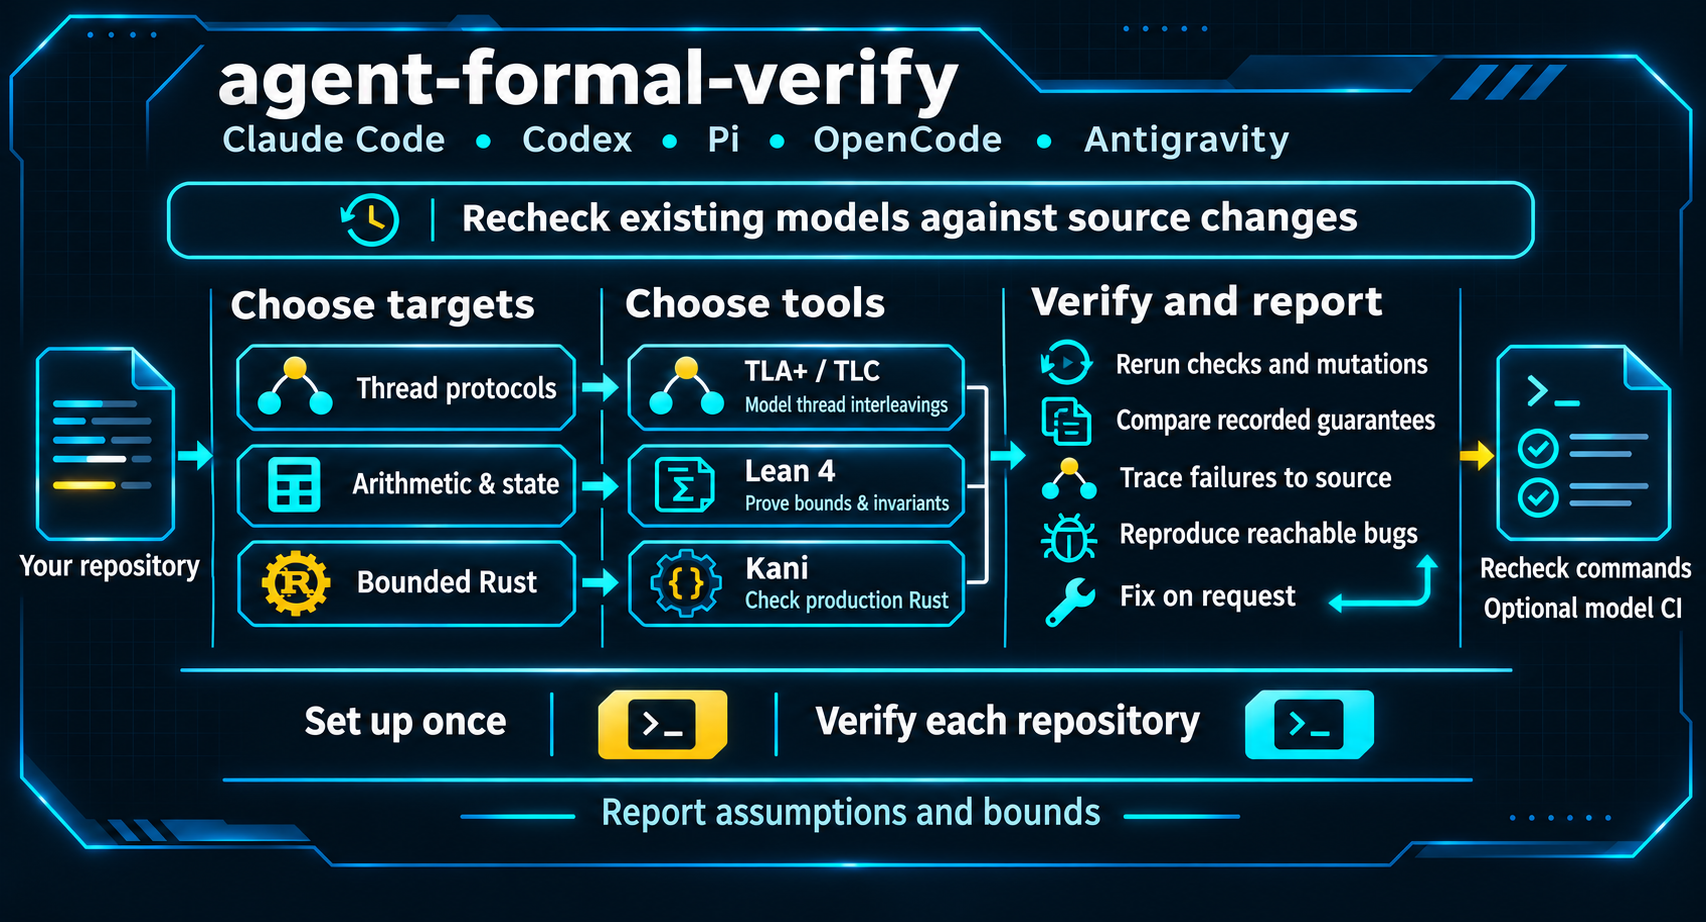 agent-formal-verify
Claude Code • Codex • Pi • OpenCode • Antigravity
Recheck existing models against source changes
Your repository
Choose targets
Thread protocols
Arithmetic & state
R
Bounded Rust
Choose tools
TLA+ / TLC
Model thread interleavings
Σ
Lean 4
Prove bounds & invariants
{}
Kani
Check production Rust
Verify and report
Rerun checks and mutations
Compare recorded guarantees
Trace failures to source
Reproduce reachable bugs
Fix on request
>_
Recheck commands
Optional model CI
Set up once
>_
Verify each repository
>_
Report assumptions and bounds